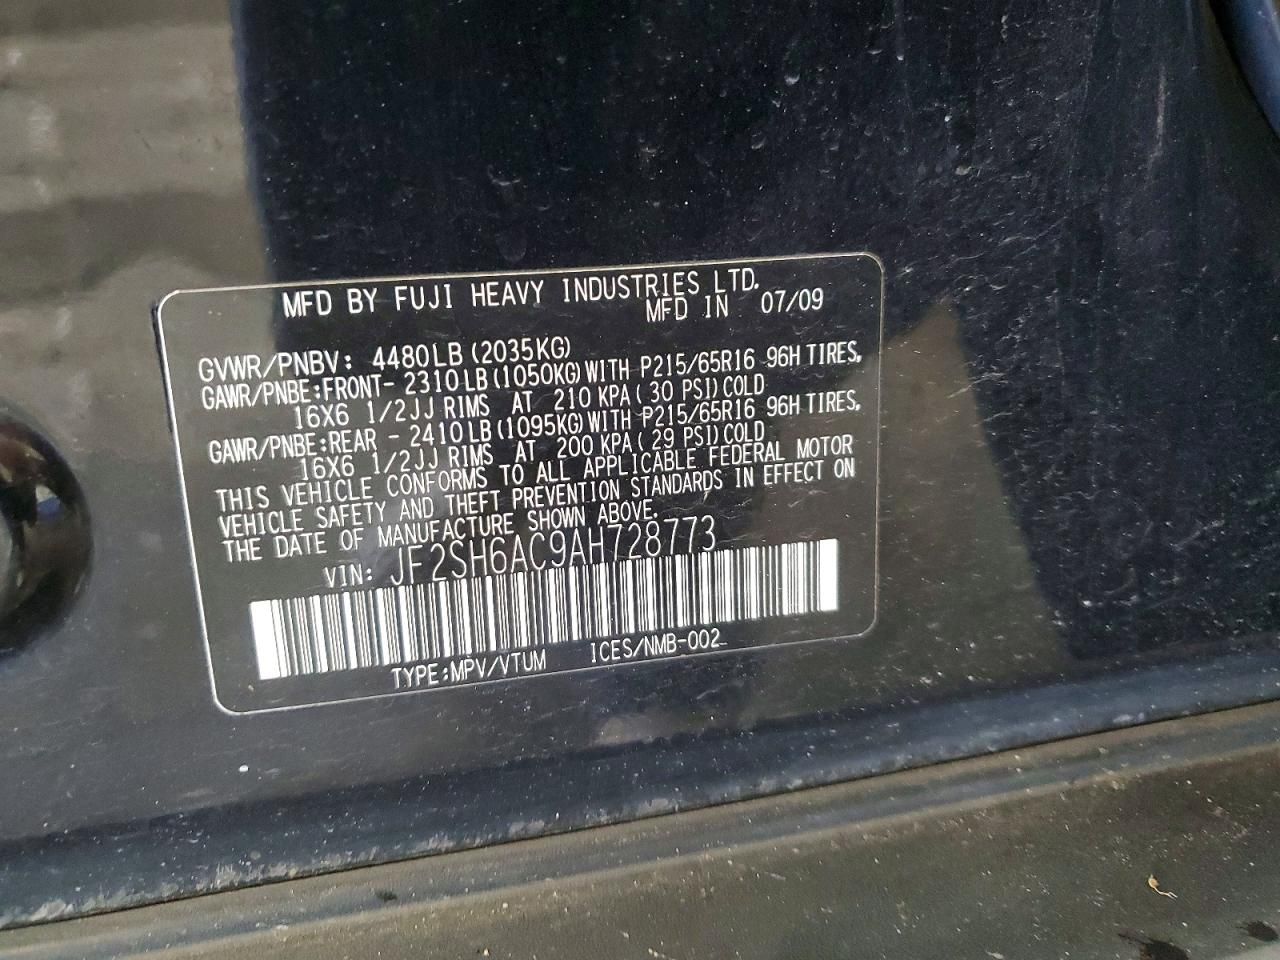 MFD BY FUJI HEAVY INDUSTRIES LTD.
MFD IN 07/09
GVWR/PNBV: 4480LB (2035KG)
GAWR/PNBE:FRONT- 2310LB (1050KG) WITH P215/65R16 96H TIRES,
16X6 1/2JJ RIMS AT 210 KPA ( 30 PSI) COLD
GAWR/PNBE:REAR - 2410LB (1095KG) WITH P215/65R16 96H TIRES,
16X6 1/2JJ RIMS AT 200 KPA ( 29 PSI) COLD
THIS VEHICLE CONFORMS TO ALL APPLICABLE FEDERAL MOTOR
VEHICLE SAFETY AND THEFT PREVENTION STANDARDS IN EFFECT ON
THE DATE OF MANUFACTURE SHOWN ABOVE.
VIN: JF2SH6AC9AH728773
TYPE:MPV/VTUM ICES/NMB-002